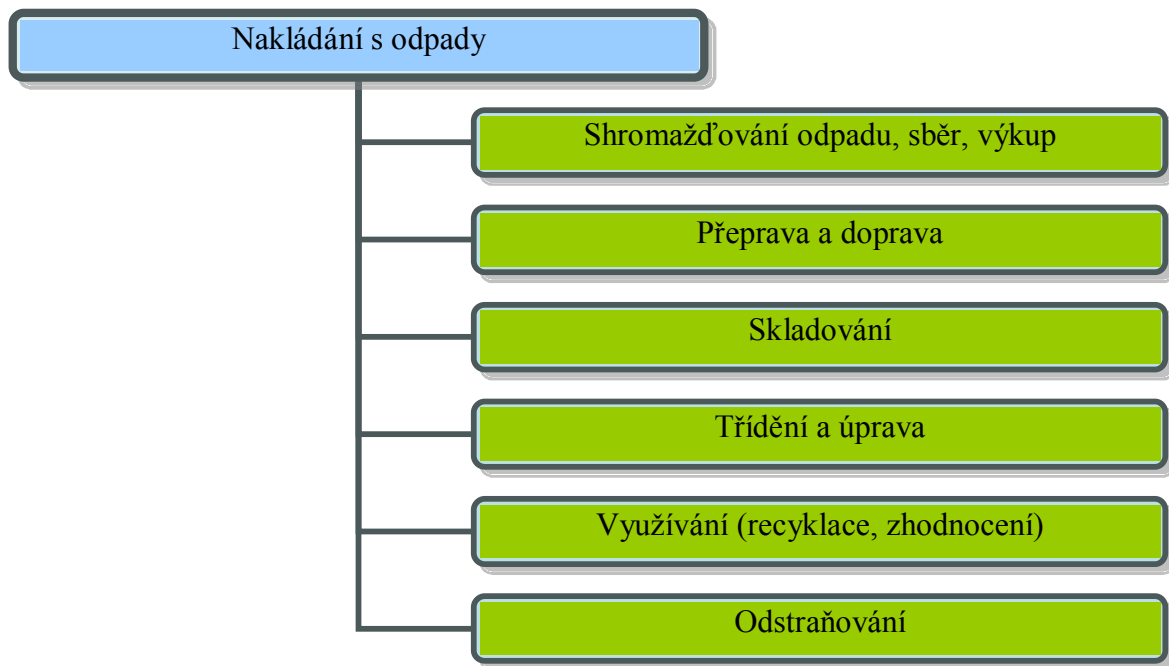 Nakládání s odpady
Shromažďování odpadu, sběr, výkup
Přeprava a doprava
Skladování
Třídění a úprava
Využívání (recyklace, zhodnocení)
Odstraňování